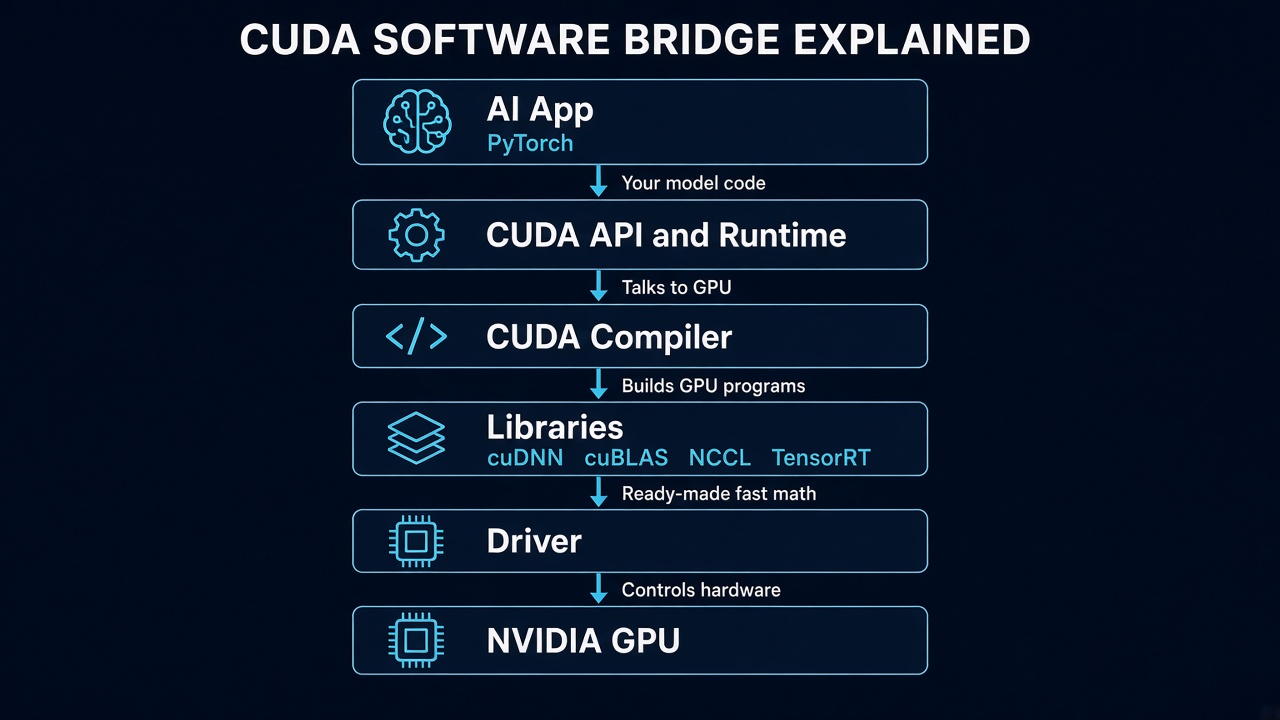 CUDA SOFTWARE BRIDGE EXPLAINED
AI App
PyTorch
Your model code
CUDA API and Runtime
Talks to GPU
</>
CUDA Compiler
Builds GPU programs
Libraries
cuDNN cuBLAS NCCL TensorRT
Ready-made fast math
Driver
Controls hardware
NVIDIA GPU